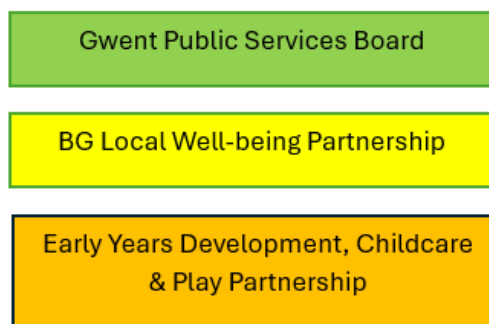 Gwent Public Services Board
BG Local Well-being Partnership
Early Years Development, Childcare
& Play Partnership